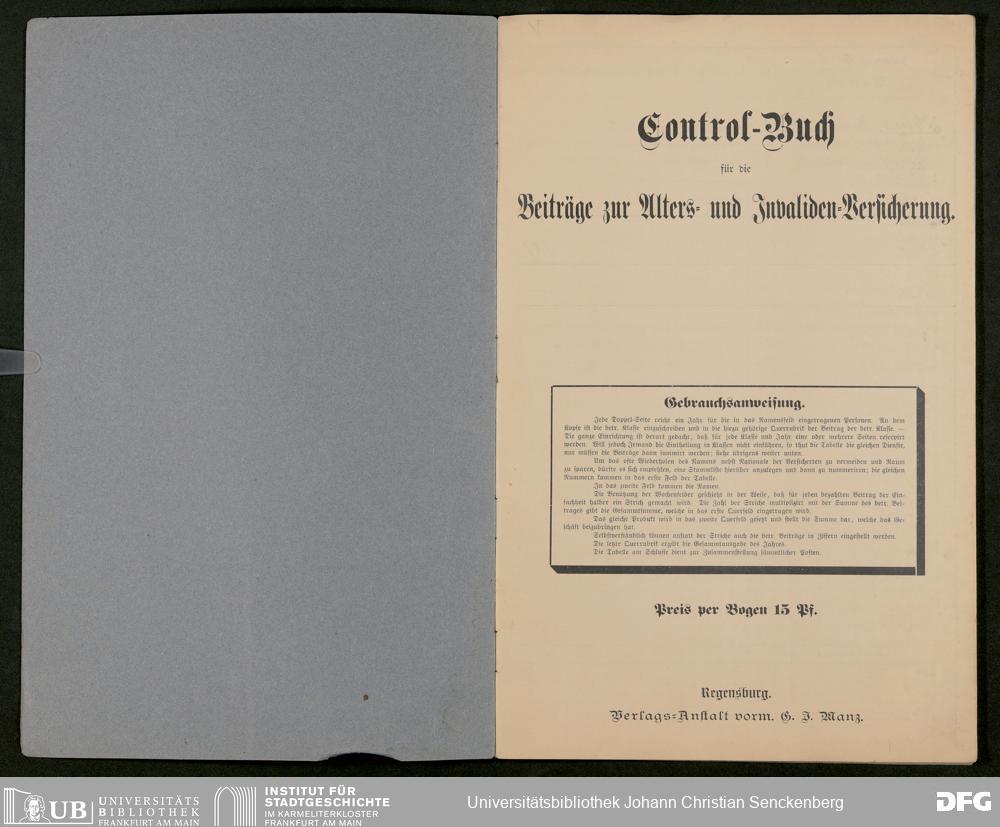 Control-Buch
für die
Beiträge zur Alters- und Invaliden-Versicherung.
Gebrauchsanweisung.
Jede Doppel-Seite reicht ein Jahr für die in das Namensfeld eingetragenen Personen. An dem
Kopfe ist die betr. Klasse einzuschreiben und in die hiezu gehörige Querrubrik der Beitrag der betr. Klasse. —
Die ganze Einrichtung ist derart gedacht, daß für jede Klasse und Jahr eine oder mehrere Seiten reservirt
werden. Will jedoch Jemand die Eintheilung in Klassen nicht einführen, so thut die Tabelle die gleichen Dienste,
nur müssen die Beiträge dann summirt werden; siehe übrigens weiter unten.
Um das öfte Wiederholen des Namens nebst Nationale der Versicherten zu vermeiden und Raum
zu sparen, dürfte es sich empfehlen, eine Stammliste hierüber anzulegen und dann zu nummeriren; die gleichen
Nummern kommen in das erste Feld der Tabelle.
In das zweite Feld kommen die Namen.
Die Benützung der Wochenfelder geschieht in der Weise, daß für jeden bezahlten Beitrag der Ein-
fachheit halber ein Strich gemacht wird. Die Zahl der Striche multiplizirt mit der Summe des betr. Bei-
trages gibt die Gesammtsumme, welche in das erste Querfeld eingetragen wird.
Das gleiche Produkt wird in das zweite Querfeld gesetzt und stellt die Summe dar, welche das Ge-
schäft beizubringen hat.
Selbstverständlich können anstatt der Striche auch die betr. Beiträge in Ziffern eingestellt werden.
Die letzte Querrubrik ergibt die Gesammtausgabe des Jahres.
Die Tabelle am Schlusse dient zur Zusammenstellung sämmtlicher Posten.
Preis per Bogen 15 Pf.
Regensburg.
Verlags-Anstalt vorm. G. J. Manz.
UB UNIVERSITÄTS
BIBLIOTHEK
FRANKFURT AM MAIN
INSTITUT FÜR
STADTGESCHICHTE
IM KARMELITERKLOSTER
FRANKFURT AM MAIN
Universitätsbibliothek Johann Christian Senckenberg
DFG